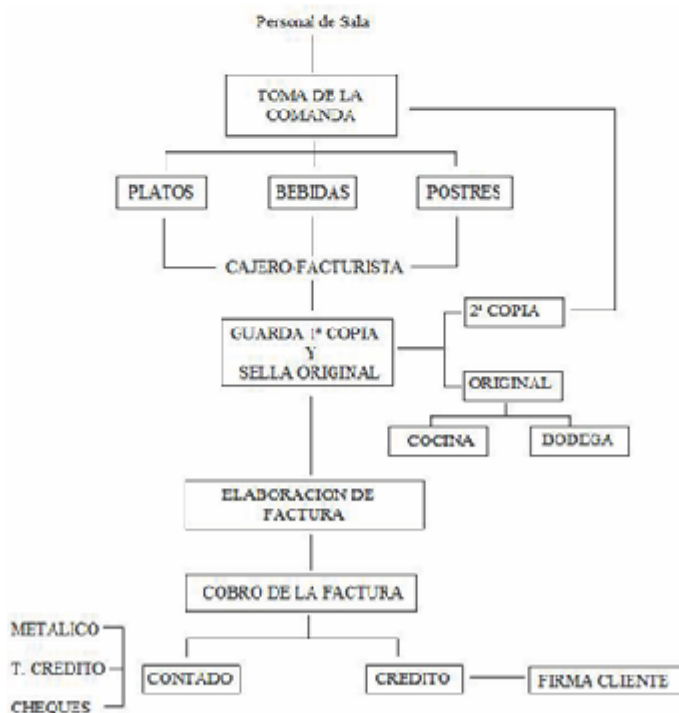 Personal de Sala
TOMA DE LA
COMANDA
PLATOS
BEBIDAS
POSTRES
CAJERO-FACTURISTA
GUARDA 1ª COPIA
Y
SELLA ORIGINAL
2ª COPIA
ORIGINAL
COCINA
BODEGA
ELABORACION DE
FACTURA
COBRO DE LA FACTURA
METALICO
T. CREDITO
CHEQUES
CONTADO
CREDITO
FIRMA CLIENTE